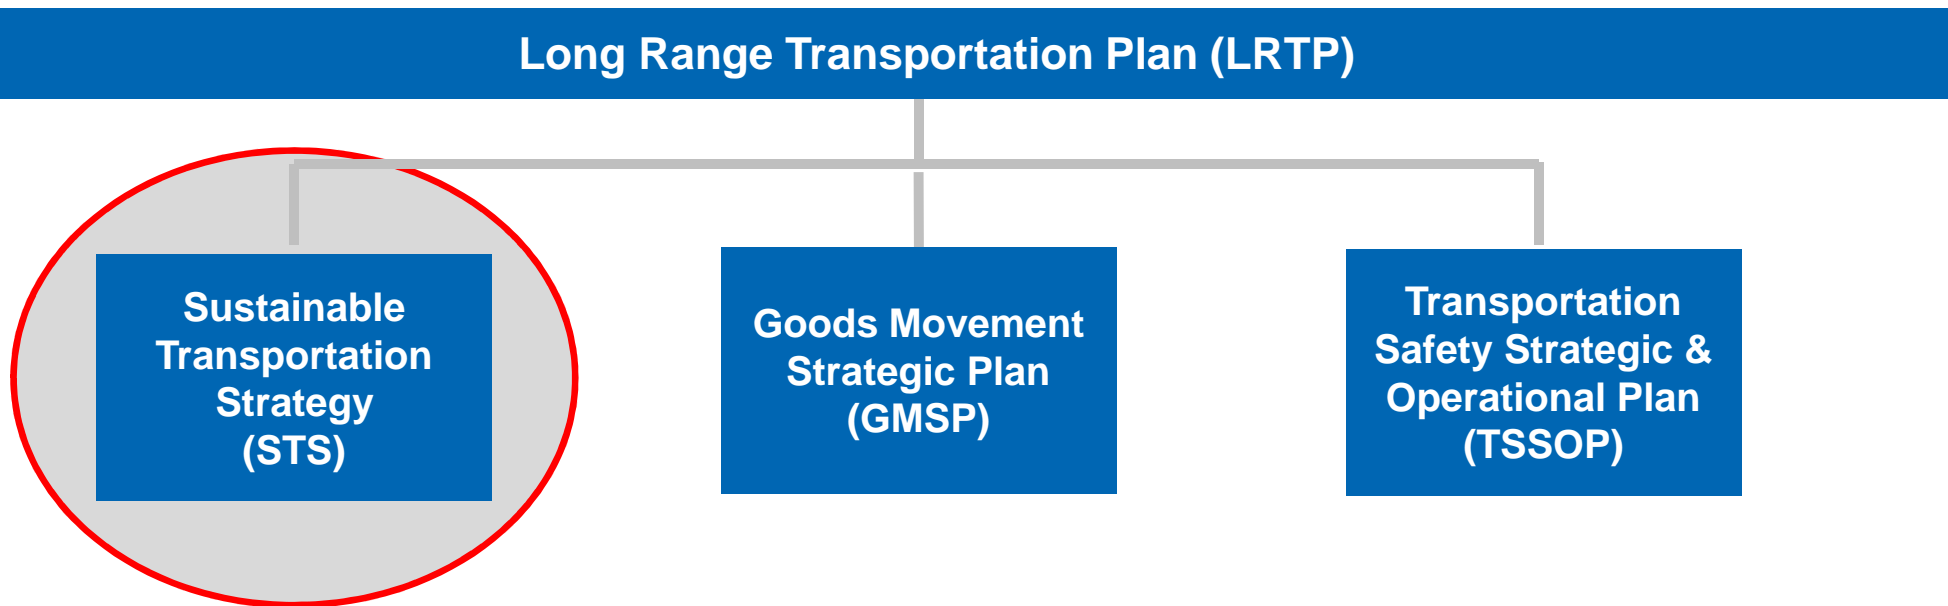 Long Range Transportation Plan (LRTP)
Sustainable
Transportation
Strategy
(STS)
Goods Movement
Strategic Plan
(GMSP)
Transportation
Safety Strategic &
Operational Plan
(TSSOP)